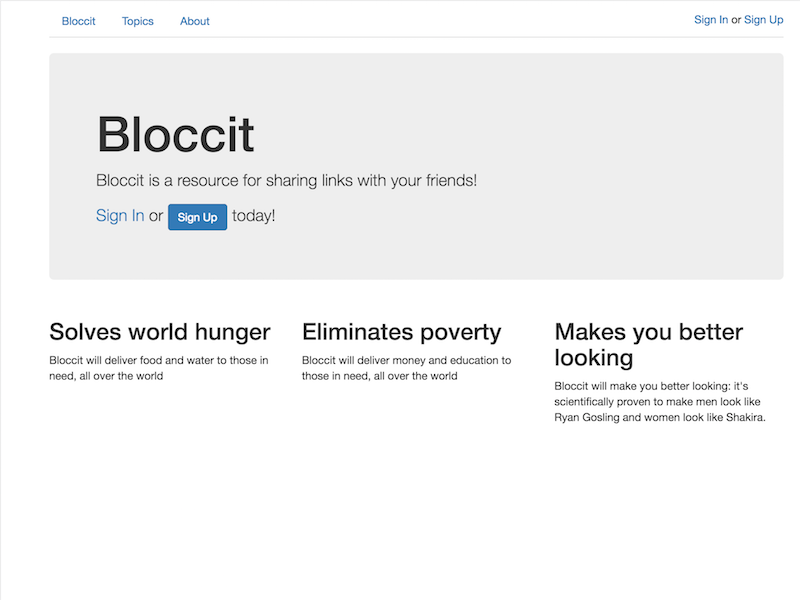 Bloccit Topics About Sign In or Sign Up
Bloccit
Bloccit is a resource for sharing links with your friends!
Sign In or Sign Up today!
Solves world hunger
Bloccit will deliver food and water to those in
need, all over the world
Eliminates poverty
Bloccit will deliver money and education to
those in need, all over the world
Makes you better
looking
Bloccit will make you better looking: it's
scientifically proven to make men look like
Ryan Gosling and women look like Shakira.